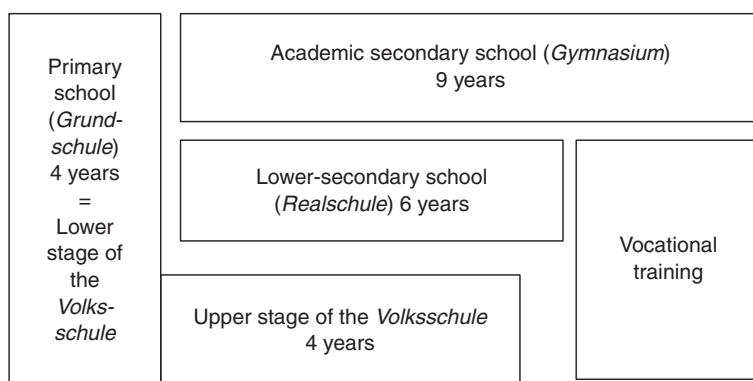 Primary
school
(Grund-
schule)
4 years
=
Lower
stage of
the
Volks-
schule
Academic secondary school (Gymnasium)
9 years
Lower-secondary school
(Realschule) 6 years
Vocational
training
Upper stage of the Volksschule
4 years